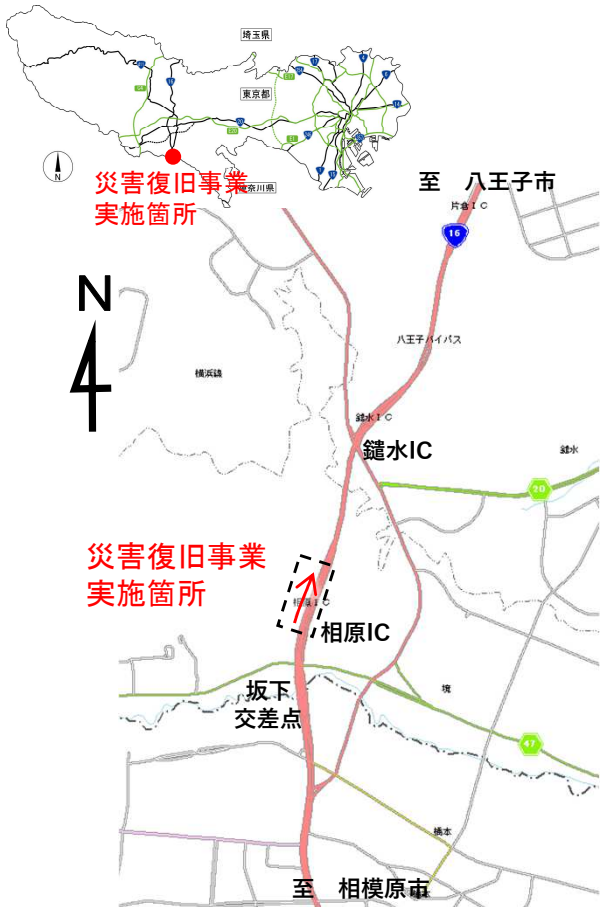 埼玉県
東京都
神奈川県
N
災害復旧事業
実施箇所
至 八王子市
片倉IC
16
N
八王子バイパス
横浜線
鑓水IC
鑓水IC
鑓水
20
災害復旧事業
実施箇所
相原IC
相原IC
坂下
交差点
境
47
橋本
至 相模原市